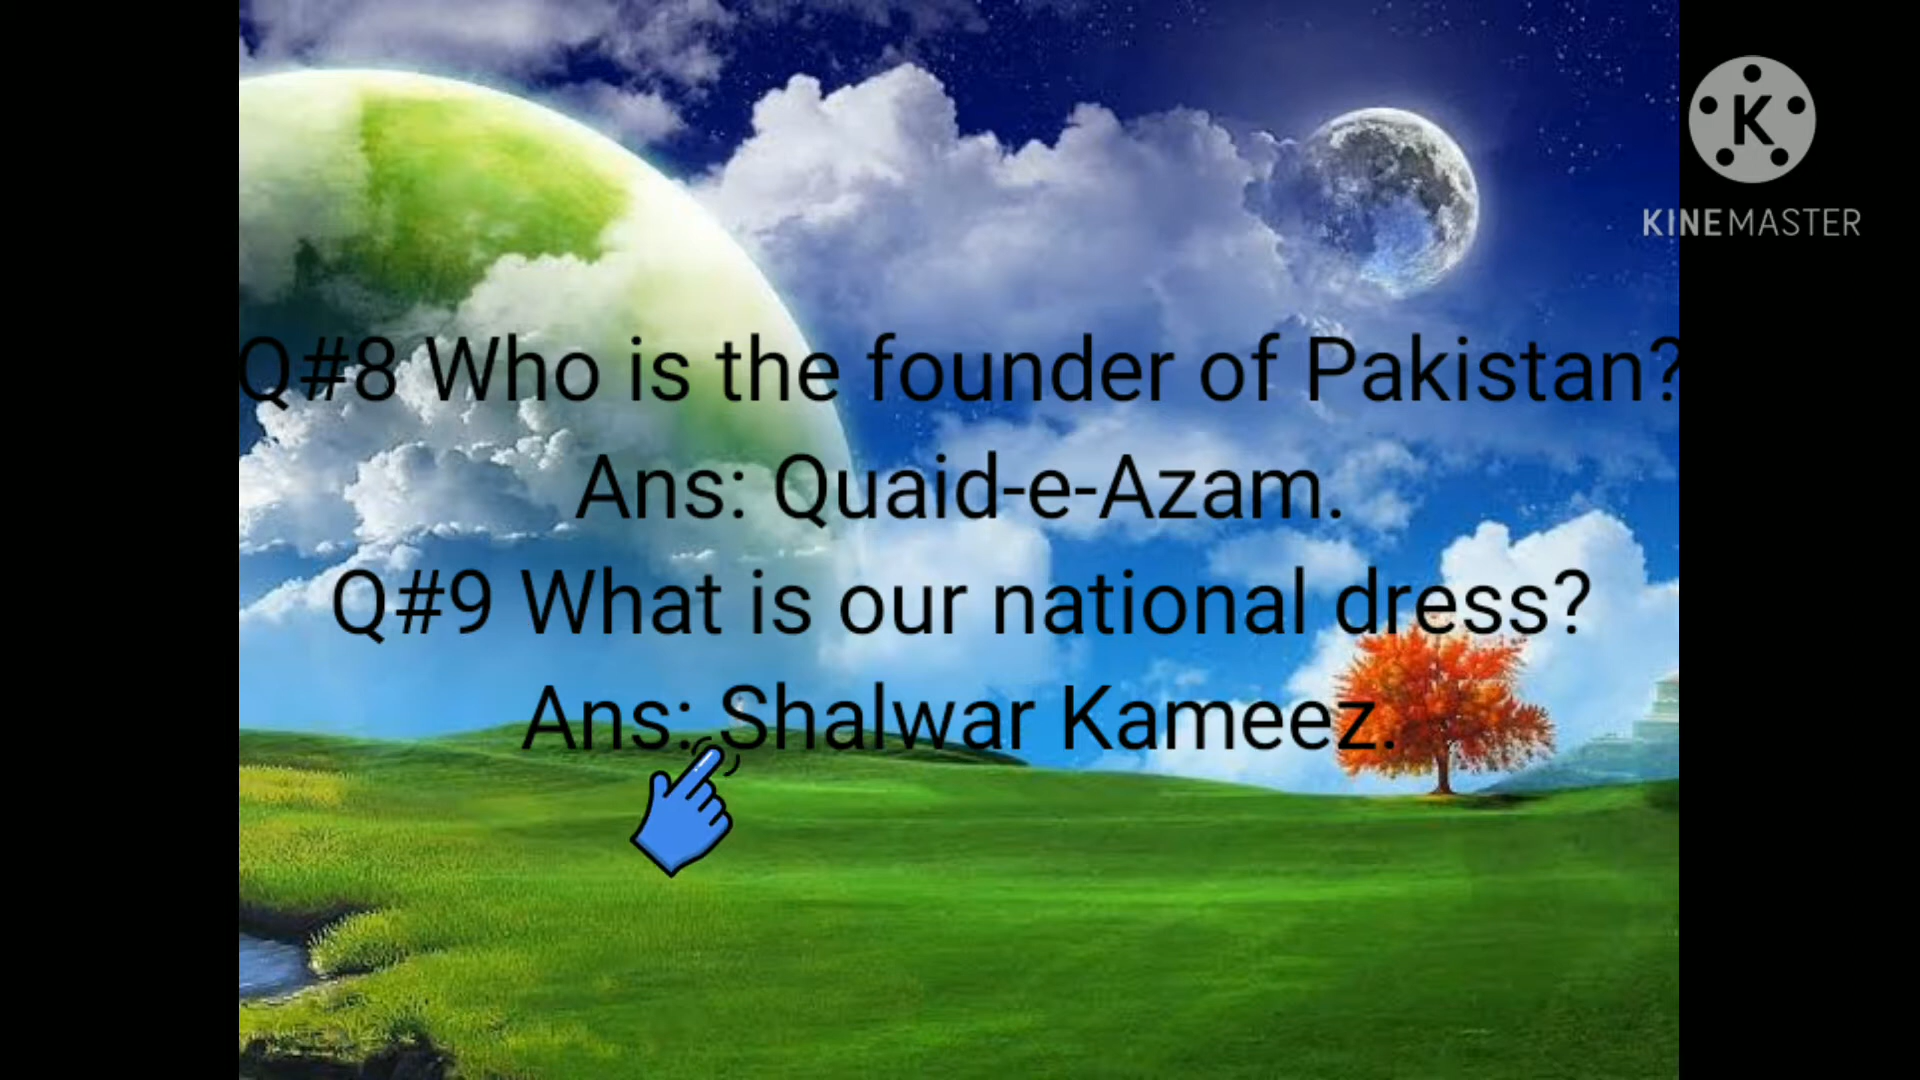 K
KINEMASTER
Q#8 Who is the founder of Pakistan?
Ans: Quaid-e-Azam.
Q#9 What is our national dress?
Ans: Shalwar Kameez.